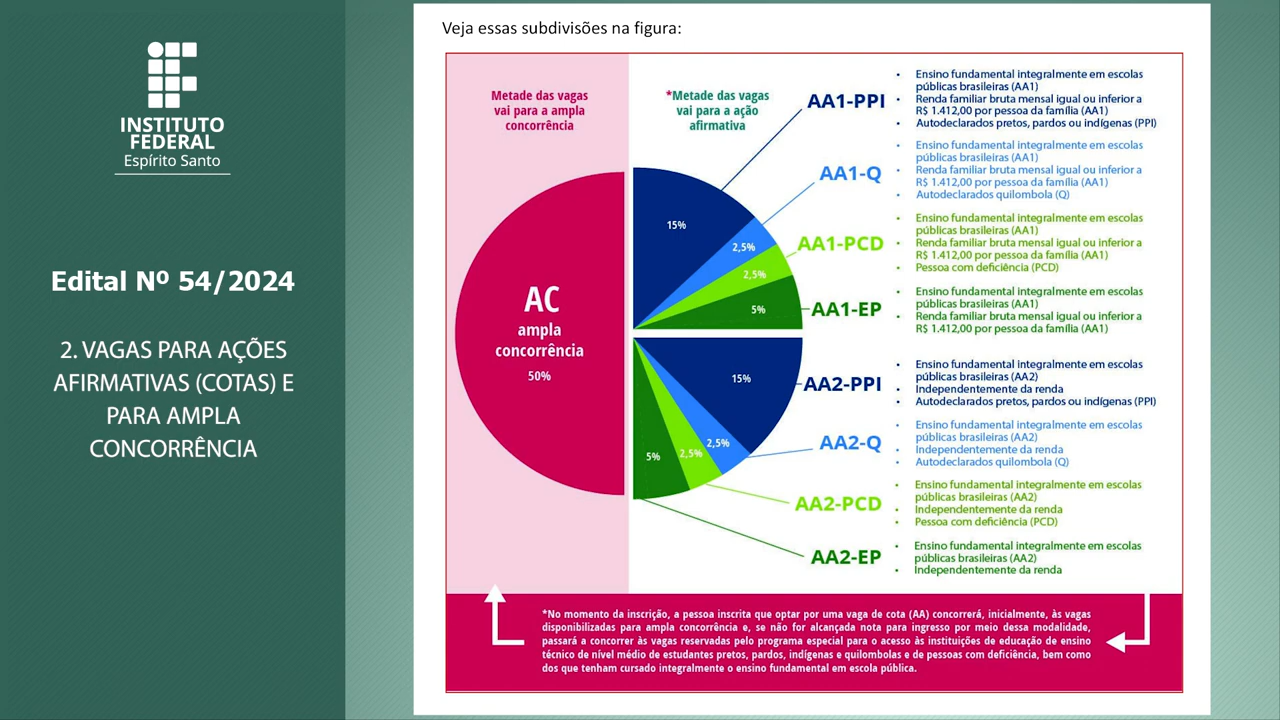 INSTITUTO
FEDERAL
Espírito Santo
Edital Nº 54/2024
2. VAGAS PARA AÇÕES
AFIRMATIVAS (COTAS) E
PARA AMPLA
CONCORRÊNCIA
Veja essas subdivisões na figura:
Metade das vagas
vai para a ampla
concorrência
*Metade das vagas
vai para a ação
afirmativa
AC
ampla
concorrência
50%
15%
2,5%
2,5%
5%
15%
2,5%
2,5%
5%
AA1-PPI
• Ensino fundamental integralmente em escolas
públicas brasileiras (AA1)
• Renda familiar bruta mensal igual ou inferior a
R$ 1.412,00 por pessoa da família (AA1)
• Autodeclarados pretos, pardos ou indígenas (PPI)
AA1-Q
• Ensino fundamental integralmente em escolas
públicas brasileiras (AA1)
• Renda familiar bruta mensal igual ou inferior a
R$ 1.412,00 por pessoa da família (AA1)
• Autodeclarados quilombola (Q)
AA1-PCD
• Ensino fundamental integralmente em escolas
públicas brasileiras (AA1)
• Renda familiar bruta mensal igual ou inferior a
R$ 1.412,00 por pessoa da família (AA1)
• Pessoa com deficiência (PCD)
AA1-EP
• Ensino fundamental integralmente em escolas
públicas brasileiras (AA1)
• Renda familiar bruta mensal igual ou inferior a
R$ 1.412,00 por pessoa da família (AA1)
AA2-PPI
• Ensino fundamental integralmente em escolas
públicas brasileiras (AA2)
• Independentemente da renda
• Autodeclarados pretos, pardos ou indígenas (PPI)
AA2-Q
• Ensino fundamental integralmente em escolas
públicas brasileiras (AA2)
• Independentemente da renda
• Autodeclarados quilombola (Q)
AA2-PCD
• Ensino fundamental integralmente em escolas
públicas brasileiras (AA2)
• Independentemente da renda
• Pessoa com deficiência (PCD)
AA2-EP
• Ensino fundamental integralmente em escolas
públicas brasileiras (AA2)
• Independentemente da renda
*No momento da inscrição, a pessoa inscrita que optar por uma vaga de cota (AA) concorrerá, inicialmente, às vagas
disponibilizadas para ampla concorrência e, se não for alcançada nota para ingresso por meio dessa modalidade,
passará a concorrer às vagas reservadas pelo programa especial para o acesso às instituições de educação de ensino
técnico de nível médio de estudantes pretos, pardos, indígenas e quilombolas e de pessoas com deficiência, bem como
dos que tenham cursado integralmente o ensino fundamental em escola pública.